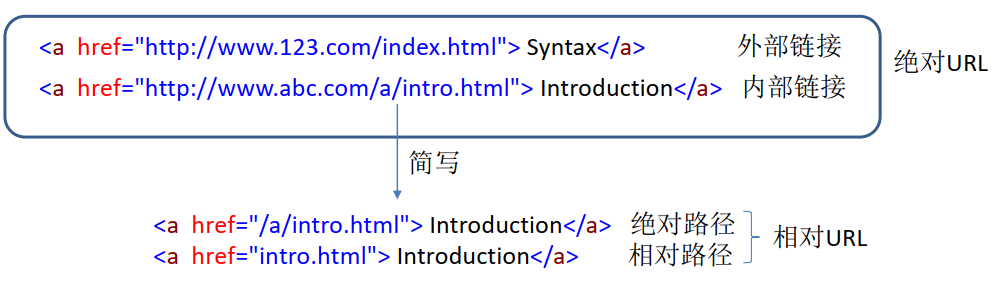 <a href="http://www.123.com/index.html"> Syntax</a> 外部链接
<a href="http://www.abc.com/a/intro.html"> Introduction</a> 内部链接
绝对URL
简写
<a href="/a/intro.html"> Introduction</a> 绝对路径
<a href="intro.html"> Introduction</a> 相对路径
相对URL